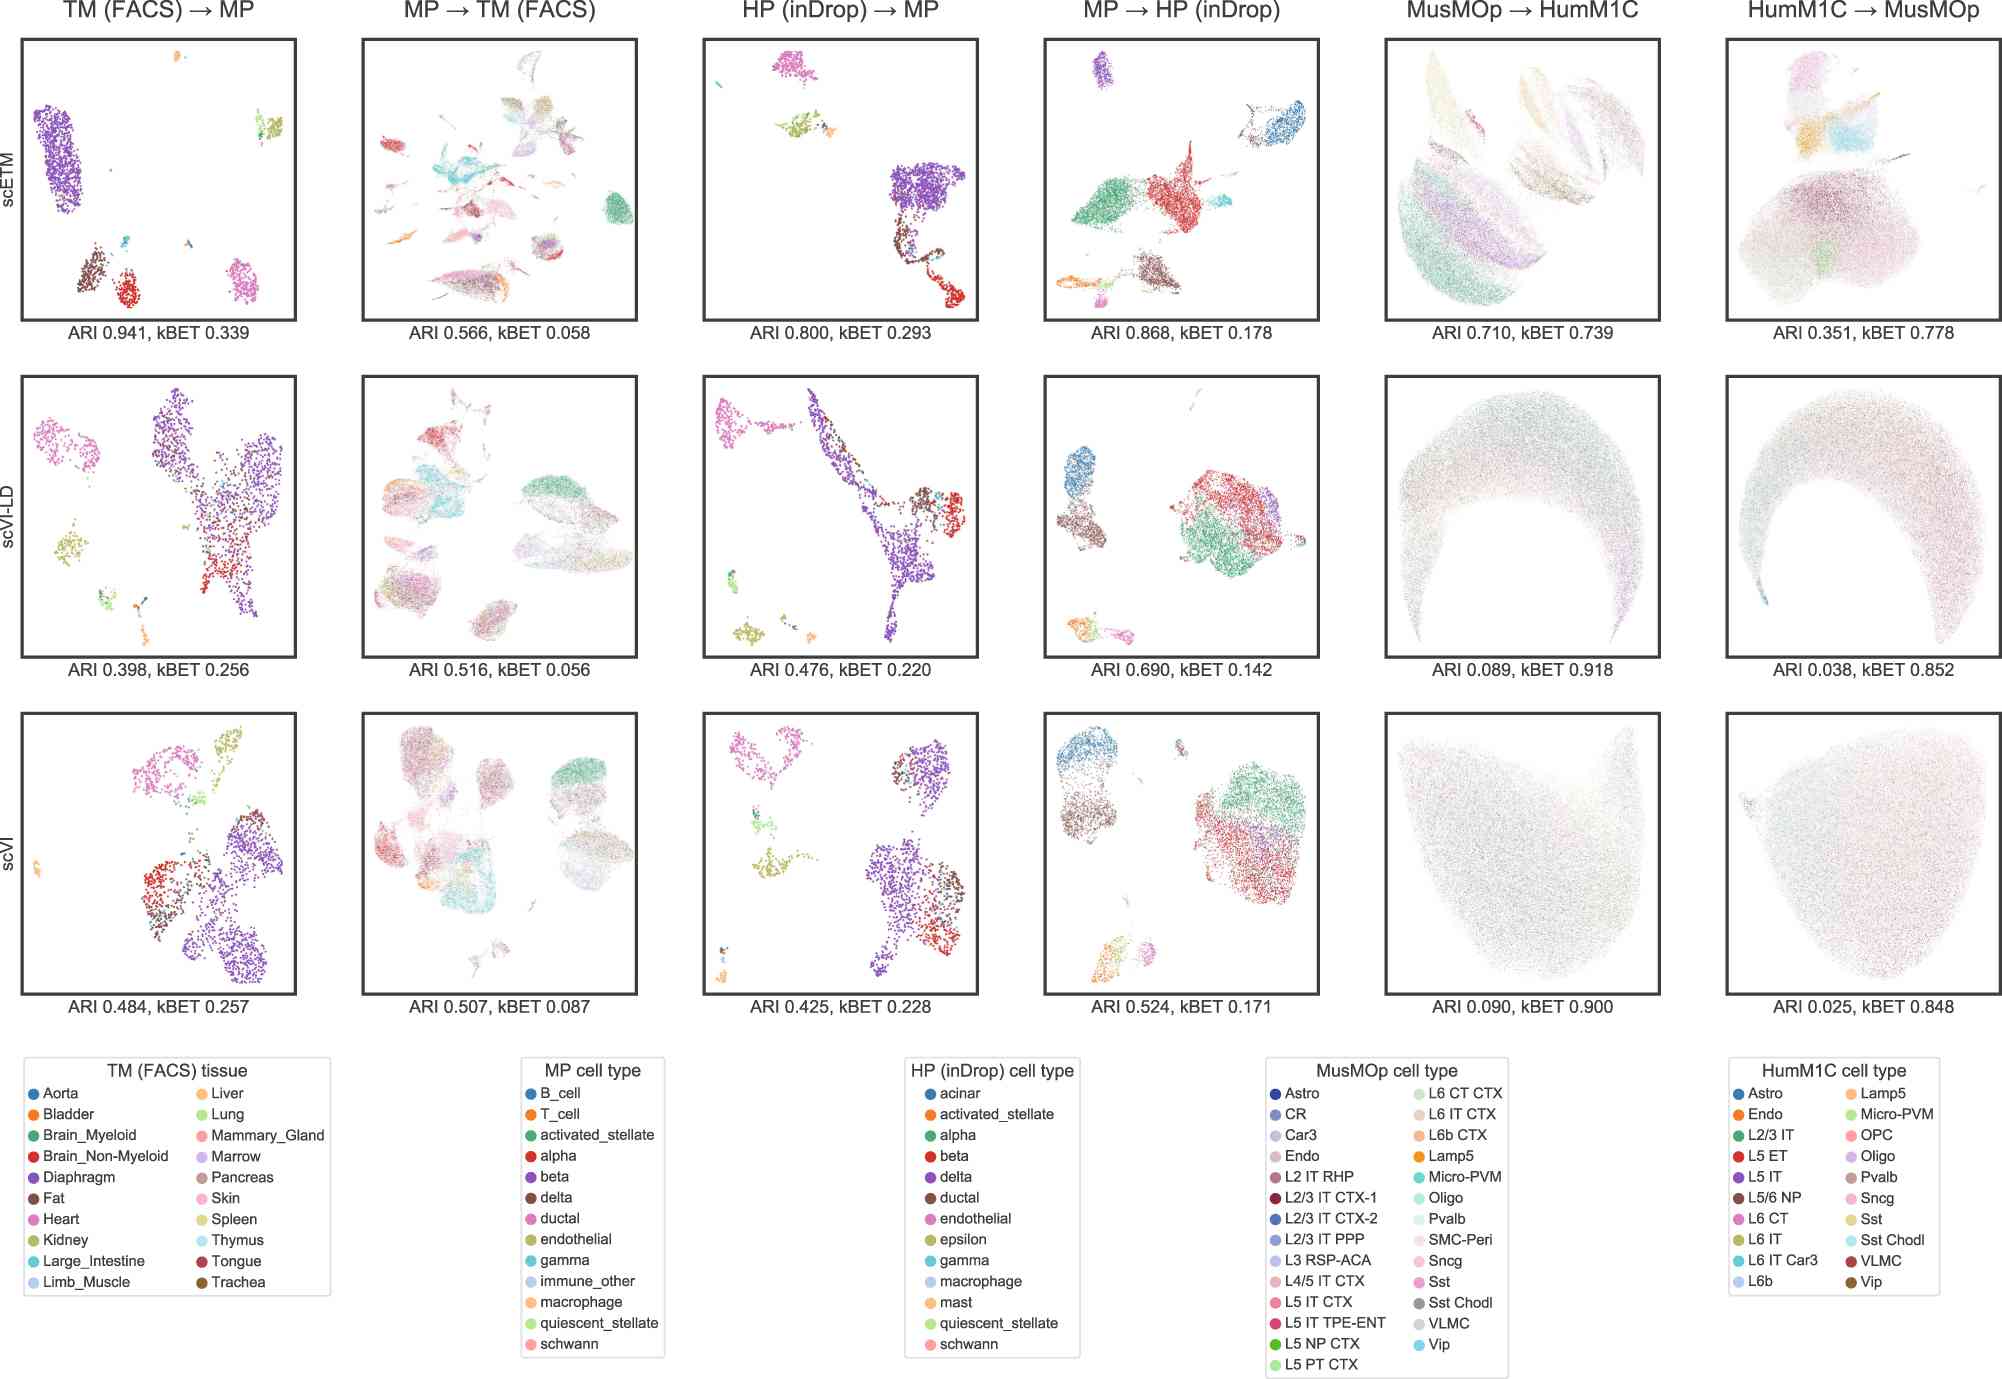 TM (FACS) → MP
MP → TM (FACS)
HP (inDrop) → MP
MP → HP (inDrop)
MusMOp → HumM1C
HumM1C → MusMOp
scETM
ARI 0.941, kBET 0.339
ARI 0.566, kBET 0.058
ARI 0.800, kBET 0.293
ARI 0.868, kBET 0.178
ARI 0.710, kBET 0.739
ARI 0.351, kBET 0.778
scVI-LD
ARI 0.398, kBET 0.256
ARI 0.516, kBET 0.056
ARI 0.476, kBET 0.220
ARI 0.690, kBET 0.142
ARI 0.089, kBET 0.918
ARI 0.038, kBET 0.852
scVI
ARI 0.484, kBET 0.257
ARI 0.507, kBET 0.087
ARI 0.425, kBET 0.228
ARI 0.524, kBET 0.171
ARI 0.090, kBET 0.900
ARI 0.025, kBET 0.848
TM (FACS) tissue
Aorta
Bladder
Brain_Myeloid
Brain_Non-Myeloid
Diaphragm
Fat
Heart
Kidney
Large_Intestine
Limb_Muscle
Liver
Lung
Mammary_Gland
Marrow
Pancreas
Skin
Spleen
Thymus
Tongue
Trachea
MP cell type
B_cell
T_cell
activated_stellate
alpha
beta
delta
ductal
endothelial
gamma
immune_other
macrophage
quiescent_stellate
schwann
HP (inDrop) cell type
acinar
activated_stellate
alpha
beta
delta
ductal
endothelial
epsilon
gamma
macrophage
mast
quiescent_stellate
schwann
MusMOp cell type
Astro
CR
Car3
Endo
L2 IT RHP
L2/3 IT CTX-1
L2/3 IT CTX-2
L2/3 IT PPP
L3 RSP-ACA
L4/5 IT CTX
L5 IT CTX
L5 IT TPE-ENT
L5 NP CTX
L5 PT CTX
L6 CT CTX
L6 IT CTX
L6b CTX
Lamp5
Micro-PVM
Oligo
Pvalb
SMC-Peri
Sncg
Sst
Sst Chodl
VLMC
Vip
HumM1C cell type
Astro
Endo
L2/3 IT
L5 ET
L5 IT
L5/6 NP
L6 CT
L6 IT
L6 IT Car3
L6b
Lamp5
Micro-PVM
OPC
Oligo
Pvalb
Sncg
Sst
Sst Chodl
VLMC
Vip